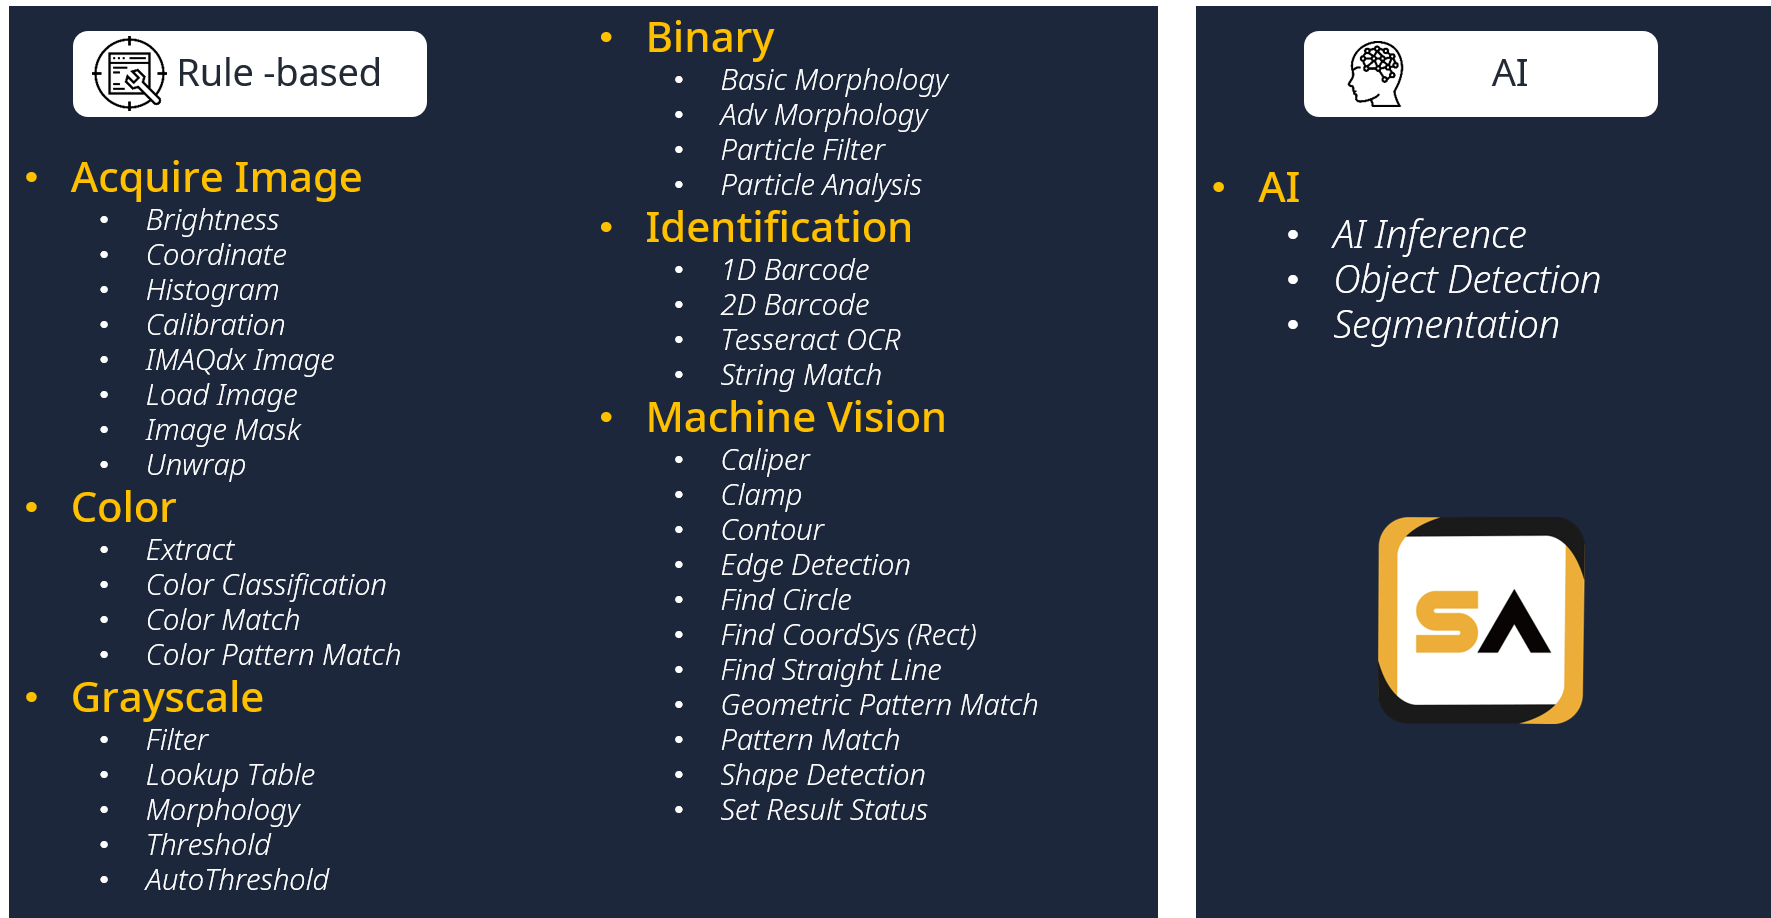 Rule -based
• Acquire Image
• Brightness
• Coordinate
• Histogram
• Calibration
• IMAQdx Image
• Load Image
• Image Mask
• Unwrap
• Color
• Extract
• Color Classification
• Color Match
• Color Pattern Match
• Grayscale
• Filter
• Lookup Table
• Morphology
• Threshold
• AutoThreshold
• Binary
• Basic Morphology
• Adv Morphology
• Particle Filter
• Particle Analysis
• Identification
• 1D Barcode
• 2D Barcode
• Tesseract OCR
• String Match
• Machine Vision
• Caliper
• Clamp
• Contour
• Edge Detection
• Find Circle
• Find CoordSys (Rect)
• Find Straight Line
• Geometric Pattern Match
• Pattern Match
• Shape Detection
• Set Result Status
AI
• AI
• AI Inference
• Object Detection
• Segmentation
SA